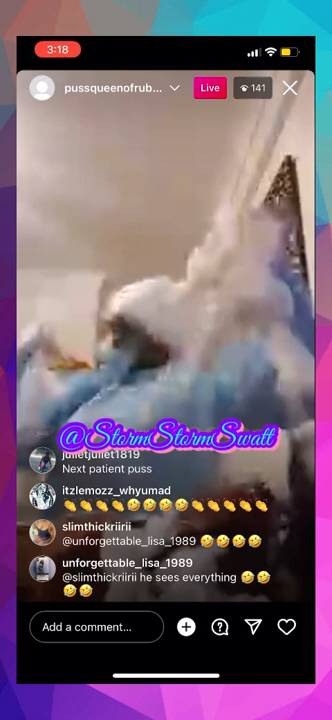 3:18
pussqueenofrub...
Live
141
@StormStormSwatt
julietjuliet1819
Next patient puss
itzlemozz_whyumad
👏👏👏👏🤣🤣🤣🤣👏👏👏👏👏
slimthickriirii
@unforgettable_lisa_1989 🤣🤣🤣🤣
unforgettable_lisa_1989
@slimthickriirii he sees everything 🤣🤣
🤣🤣
Add a comment...